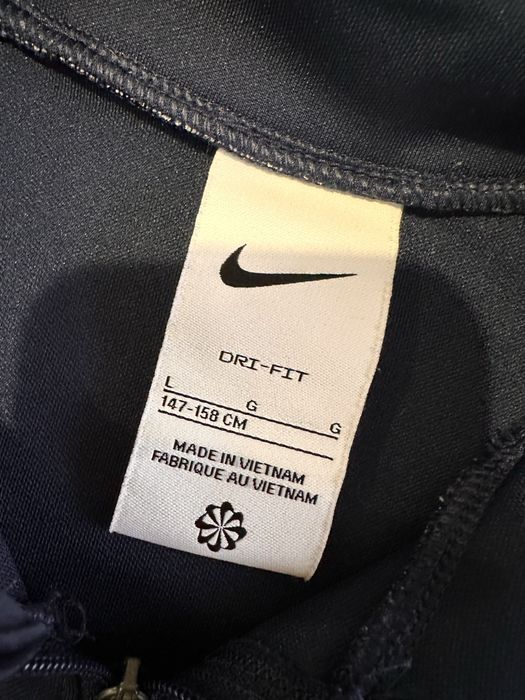 DRI-FIT
L G G
147-158 CM
MADE IN VIETNAM
FABRIQUE AU VIETNAM